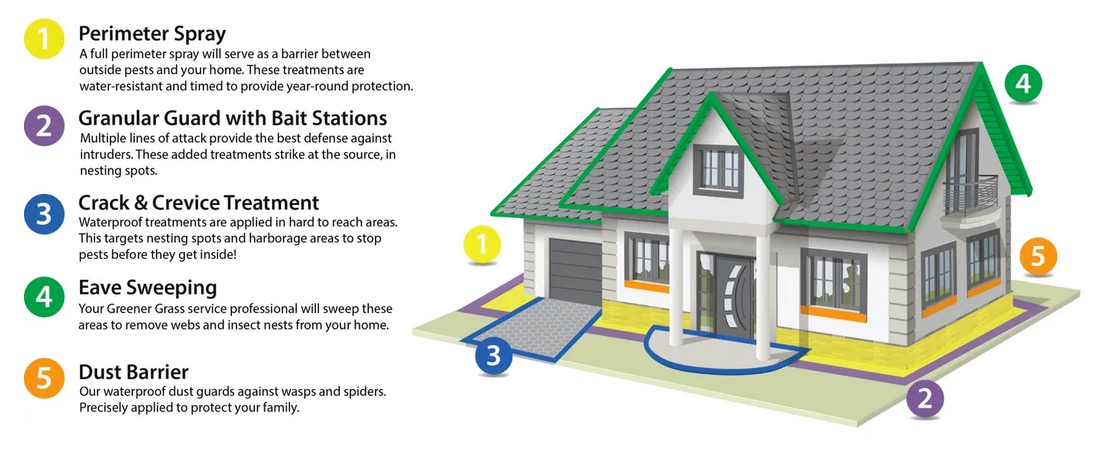 1
Perimeter Spray
A full perimeter spray will serve as a barrier between
outside pests and your home. These treatments are
water-resistant and timed to provide year-round protection.
2
Granular Guard with Bait Stations
Multiple lines of attack provide the best defense against
intruders. These added treatments strike at the source, in
nesting spots.
3
Crack & Crevice Treatment
Waterproof treatments are applied in hard to reach areas.
This targets nesting spots and harborage areas to stop
pests before they get inside!
4
Eave Sweeping
Your Greener Grass service professional will sweep these
areas to remove webs and insect nests from your home.
5
Dust Barrier
Our waterproof dust guards against wasps and spiders.
Precisely applied to protect your family.
4
1
5
3
2